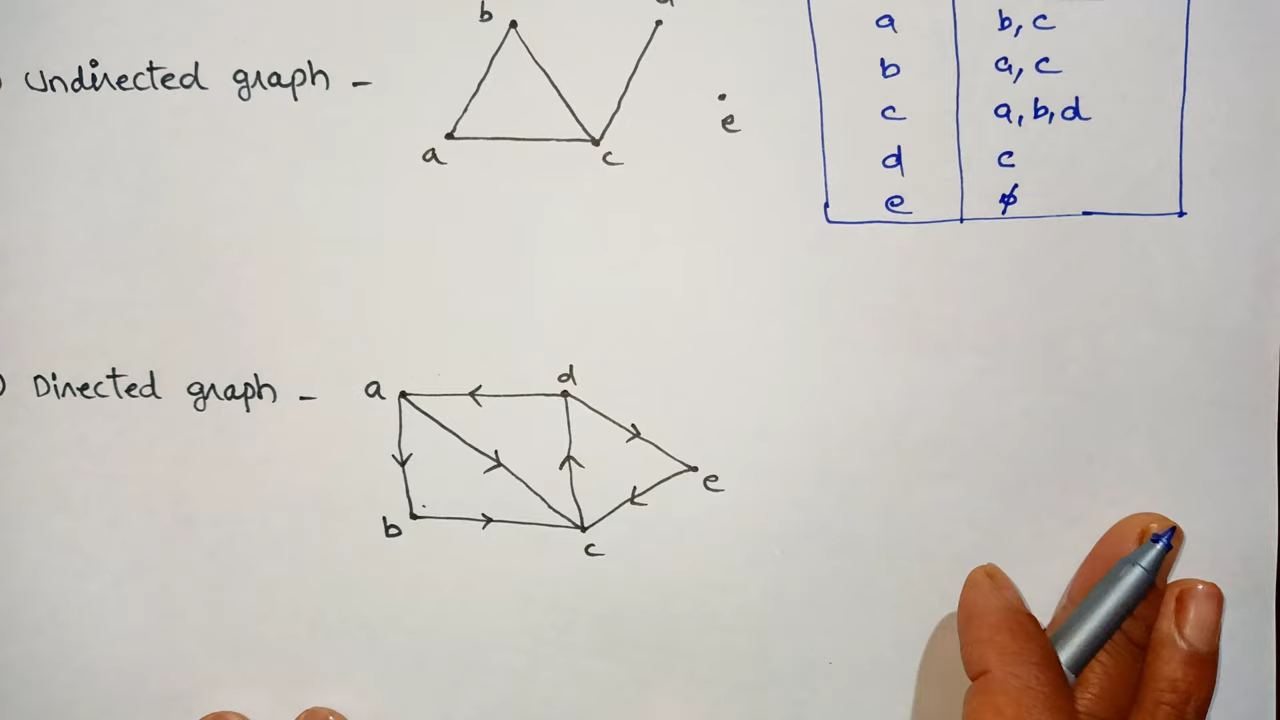 b
a b, c
Undirected graph -
b a, c
e
c a, b, d
a c
d c
e ϕ
Directed graph -
a d
e
b c